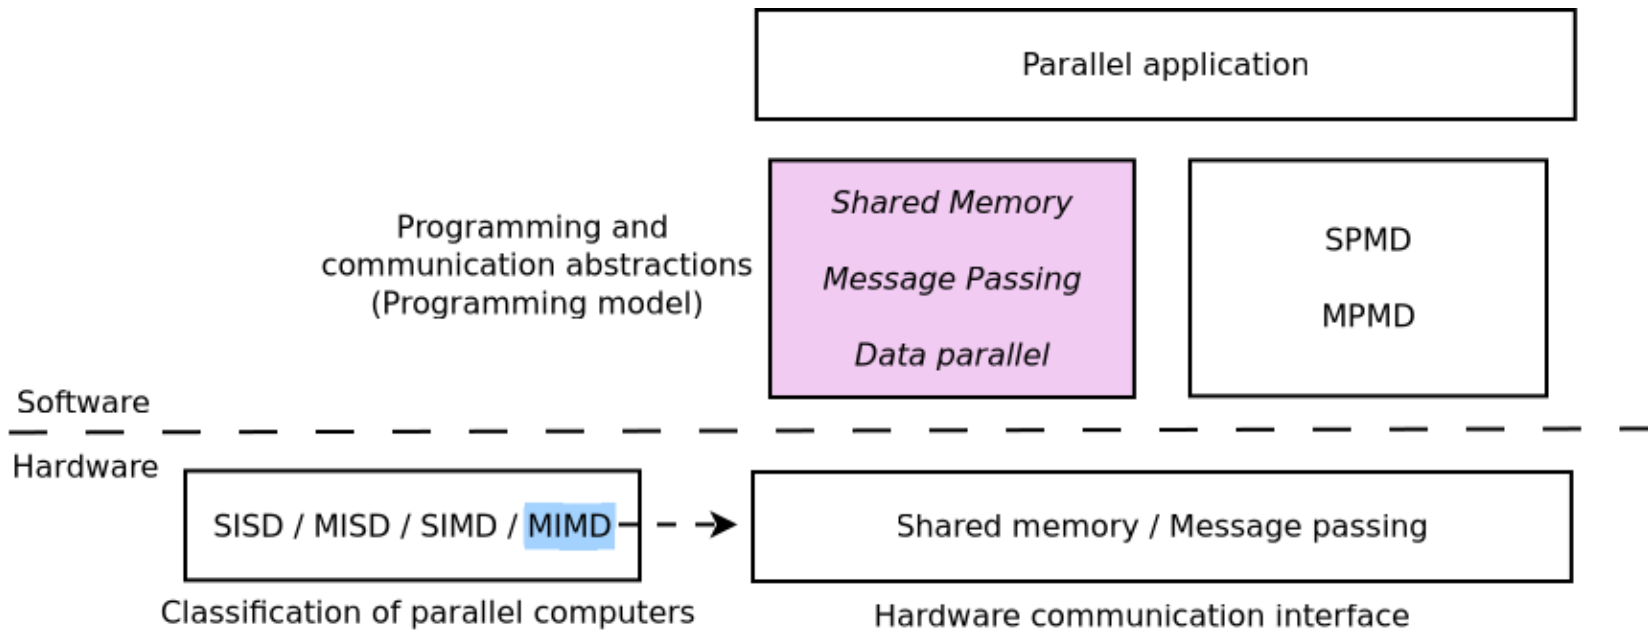 Parallel application
Programming and
communication abstractions
(Programming model)
Shared Memory
Message Passing
Data parallel
SPMD
MPMD
Software
Hardware
SISD / MISD / SIMD / MIMD
Shared memory / Message passing
Classification of parallel computers
Hardware communication interface